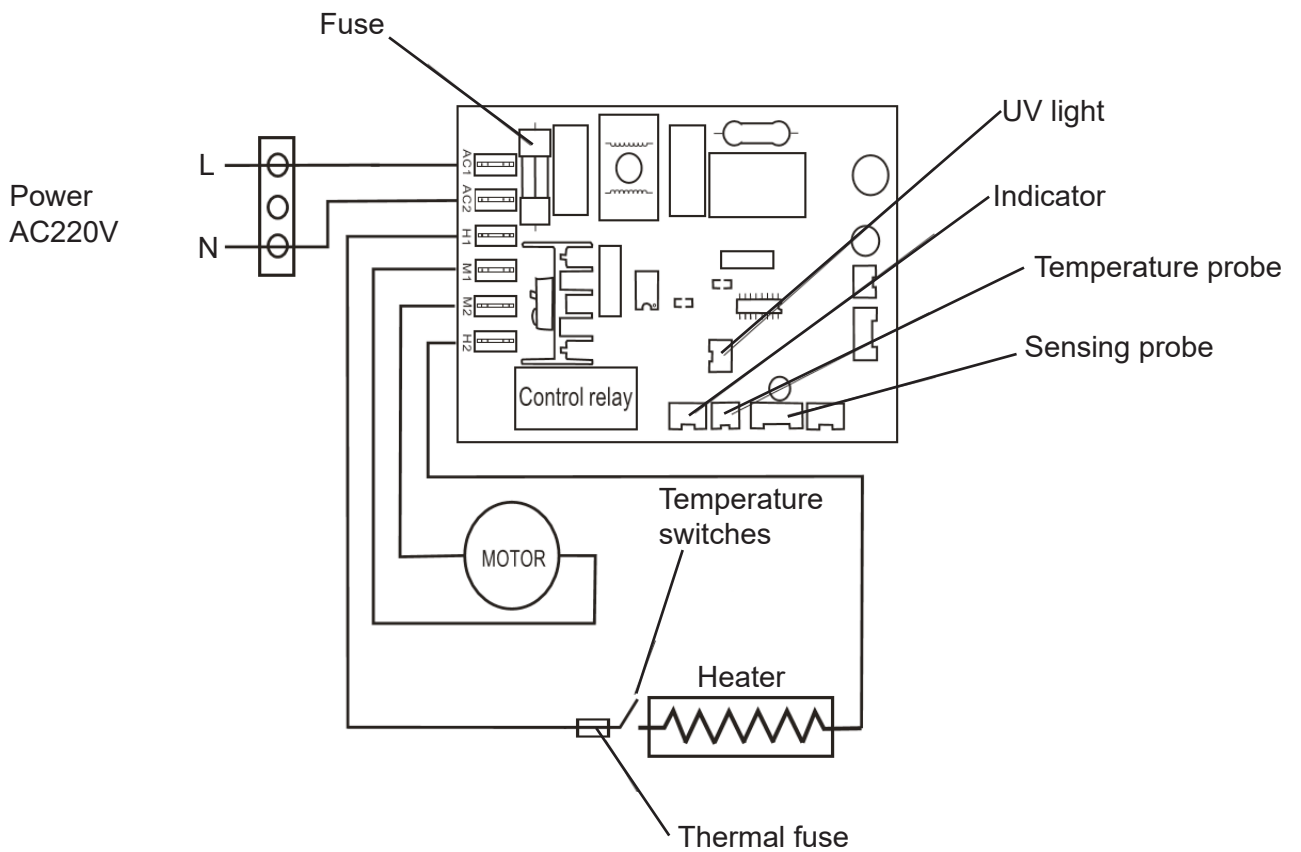 Fuse
UV light
L
AC1
Power
AC220V
AC2
Indicator
N
H1
M1
Temperature probe
M2
Sensing probe
H2
Control relay
Temperature
switches
MOTOR
Heater
Thermal fuse